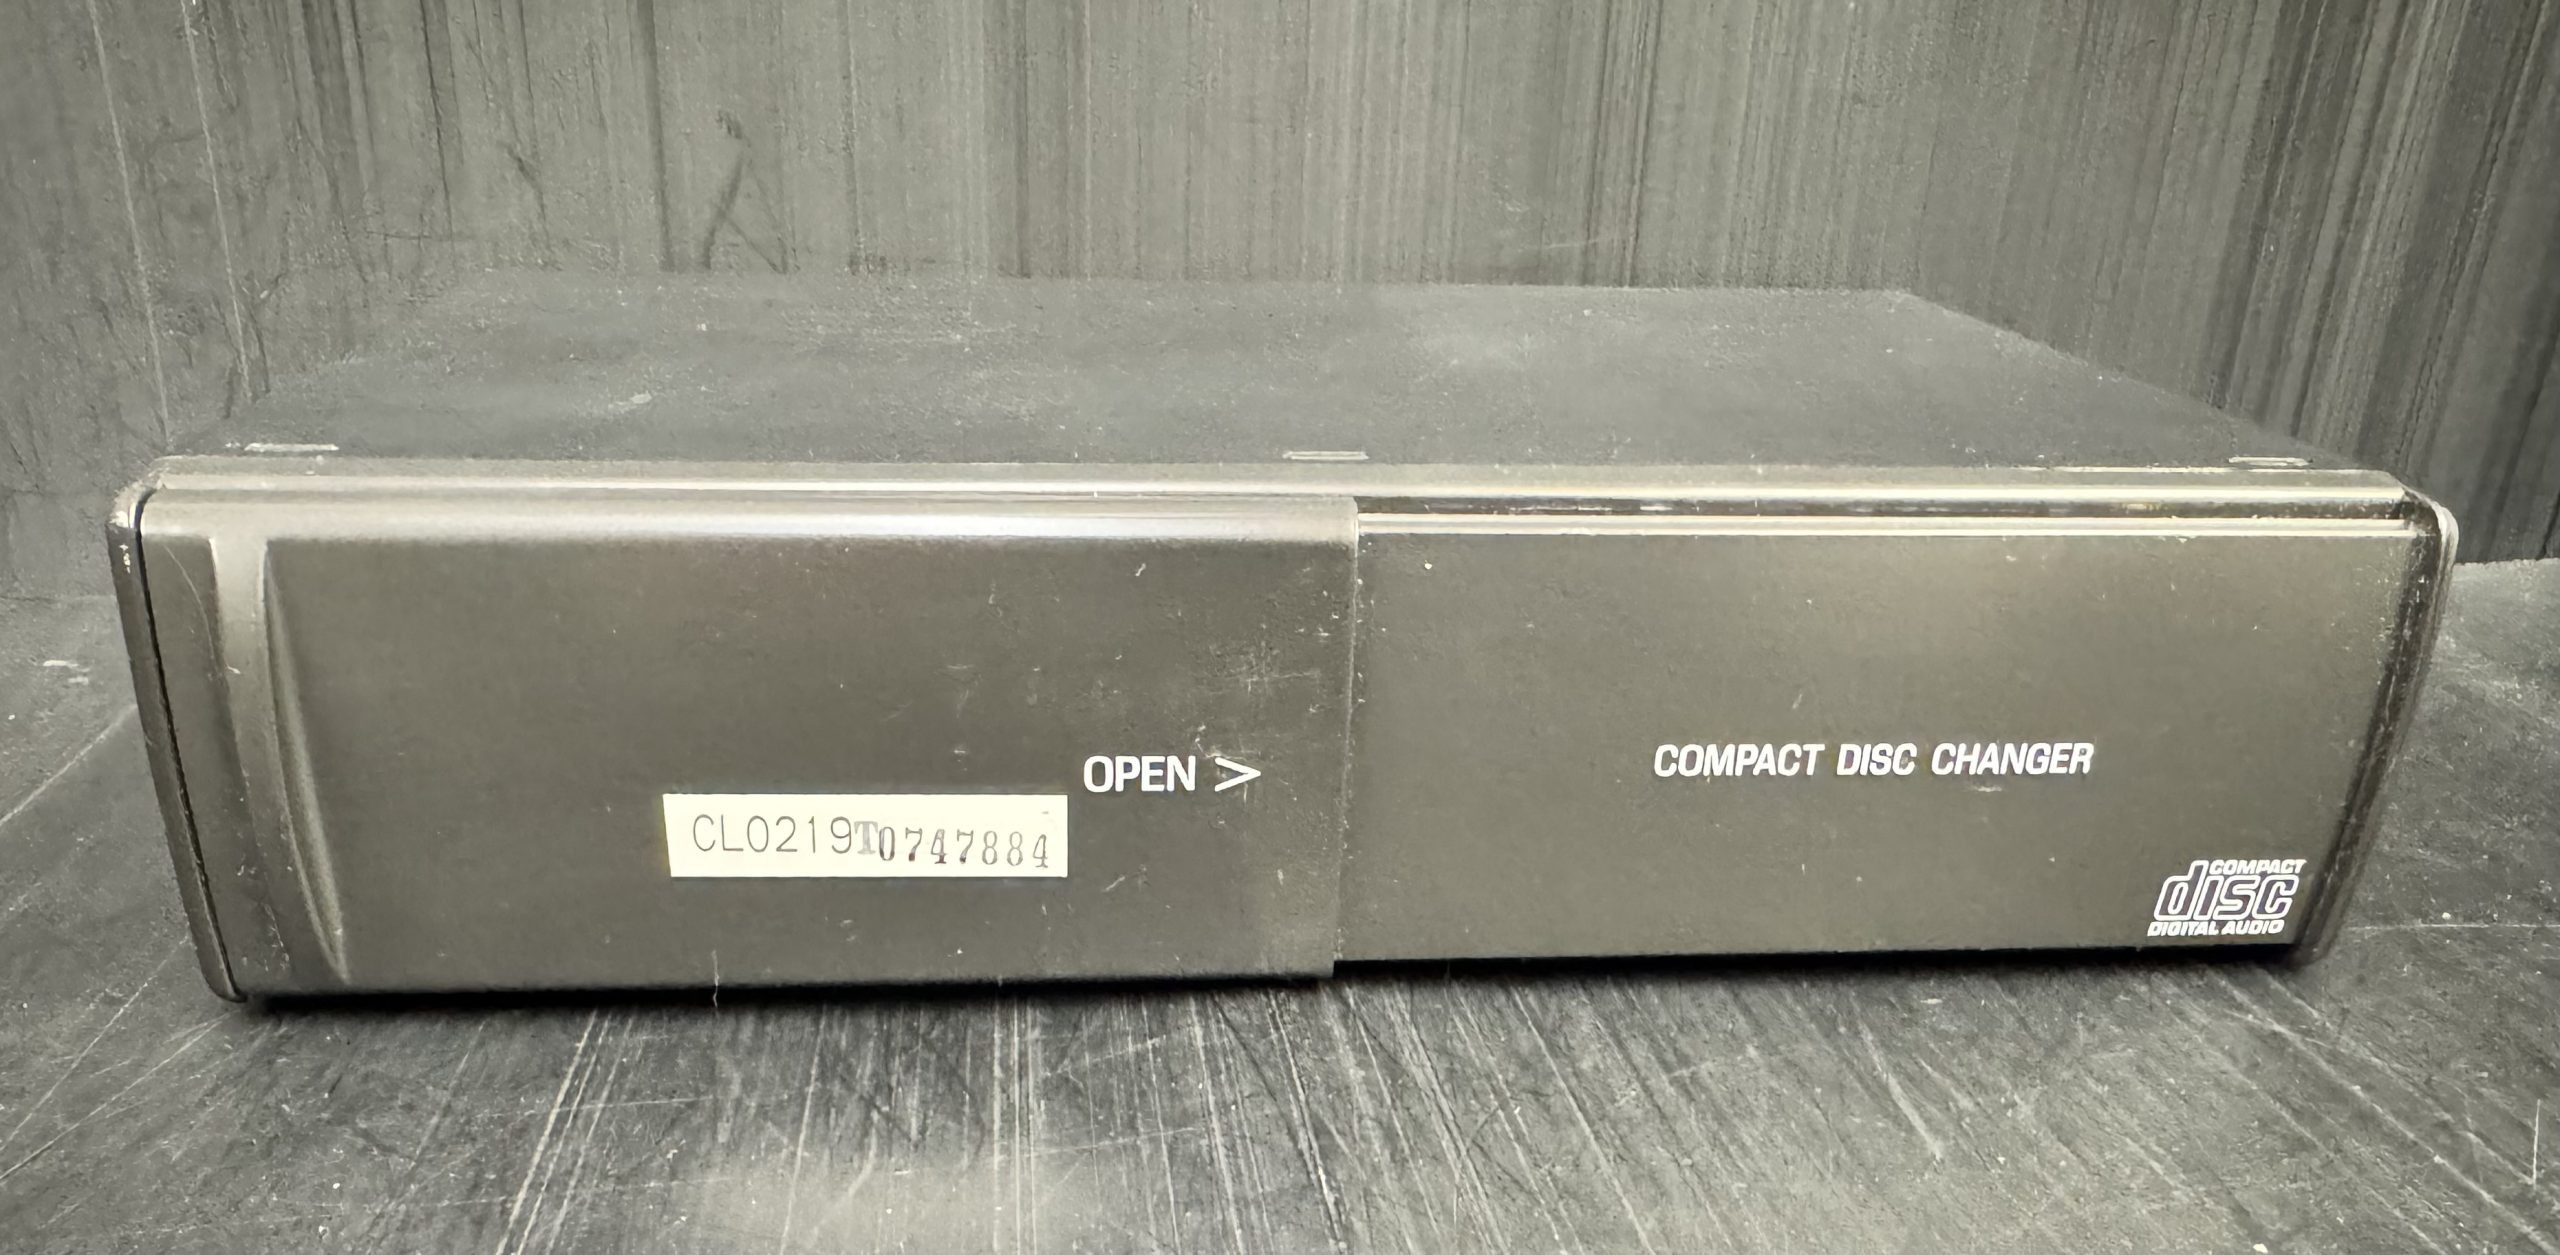 OPEN >
CL0219T0747884
COMPACT DISC CHANGER
COMPACT
disc
DIGITAL AUDIO